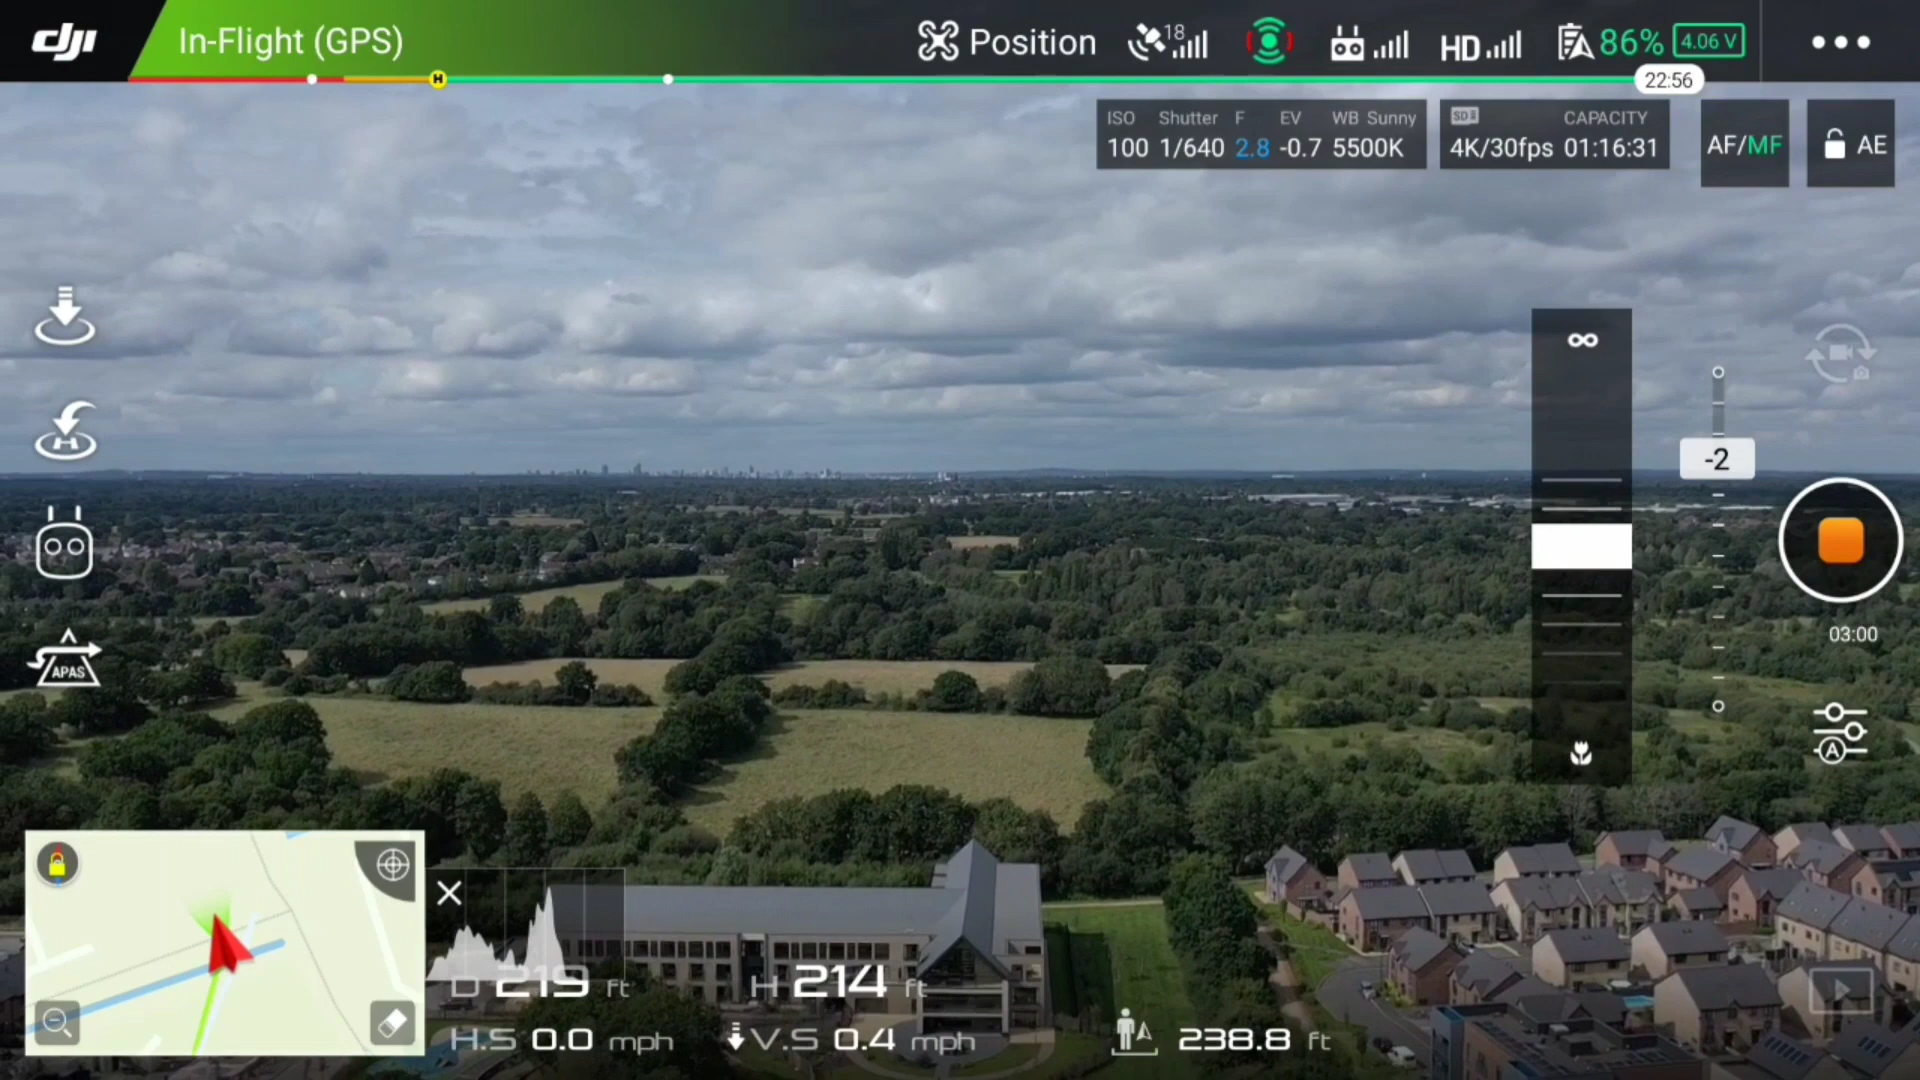 dji In-Flight (GPS) Position 18 HD 86% 4.06 V
H 22:56
ISO Shutter F EV WB Sunny SD CAPACITY
100 1/640 2.8 -0.7 5500K 4K/30fps 01:16:31 AF/MF AE
-2
03:00
APAS
A
D 219 ft H 214 ft
H.S 0.0 mph V.S 0.4 mph 238.8 ft